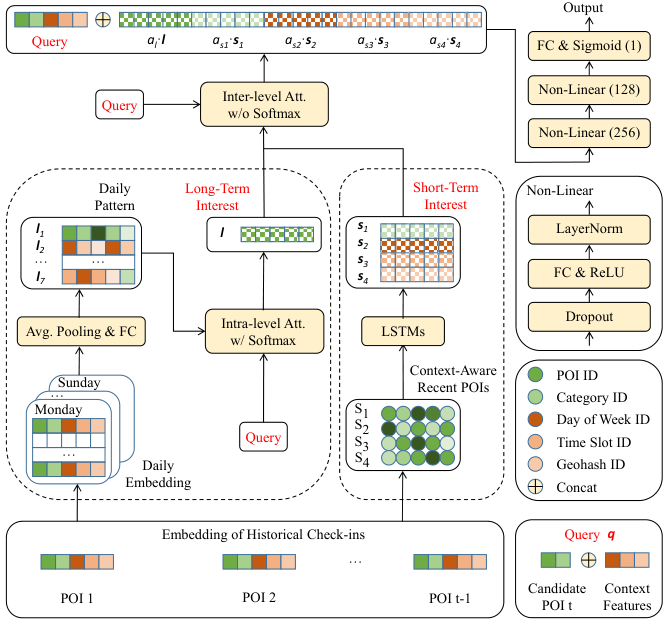 Output
Query
a_l·l
a_s1·s_1
a_s2·s_2
a_s3·s_3
a_s4·s_4
FC & Sigmoid (1)
Non-Linear (128)
Non-Linear (256)
Query
Inter-level Att.
w/o Softmax
Daily
Pattern
Long-Term
Interest
Short-Term
Interest
l_1
l_2
...
...
l_7
l
s_1
s_2
s_3
s_4
Non-Linear
LayerNorm
FC & ReLU
Dropout
Avg. Pooling & FC
Intra-level Att.
w/ Softmax
LSTMs
Sunday
...
Monday
...
Daily
Embedding
Query
Context-Aware
Recent POIs
S_1
S_2
S_3
S_4
POI ID
Category ID
Day of Week ID
Time Slot ID
Geohash ID
Concat
Embedding of Historical Check-ins
...
POI 1
POI 2
POI t-1
Query q
Candidate
POI t
Context
Features